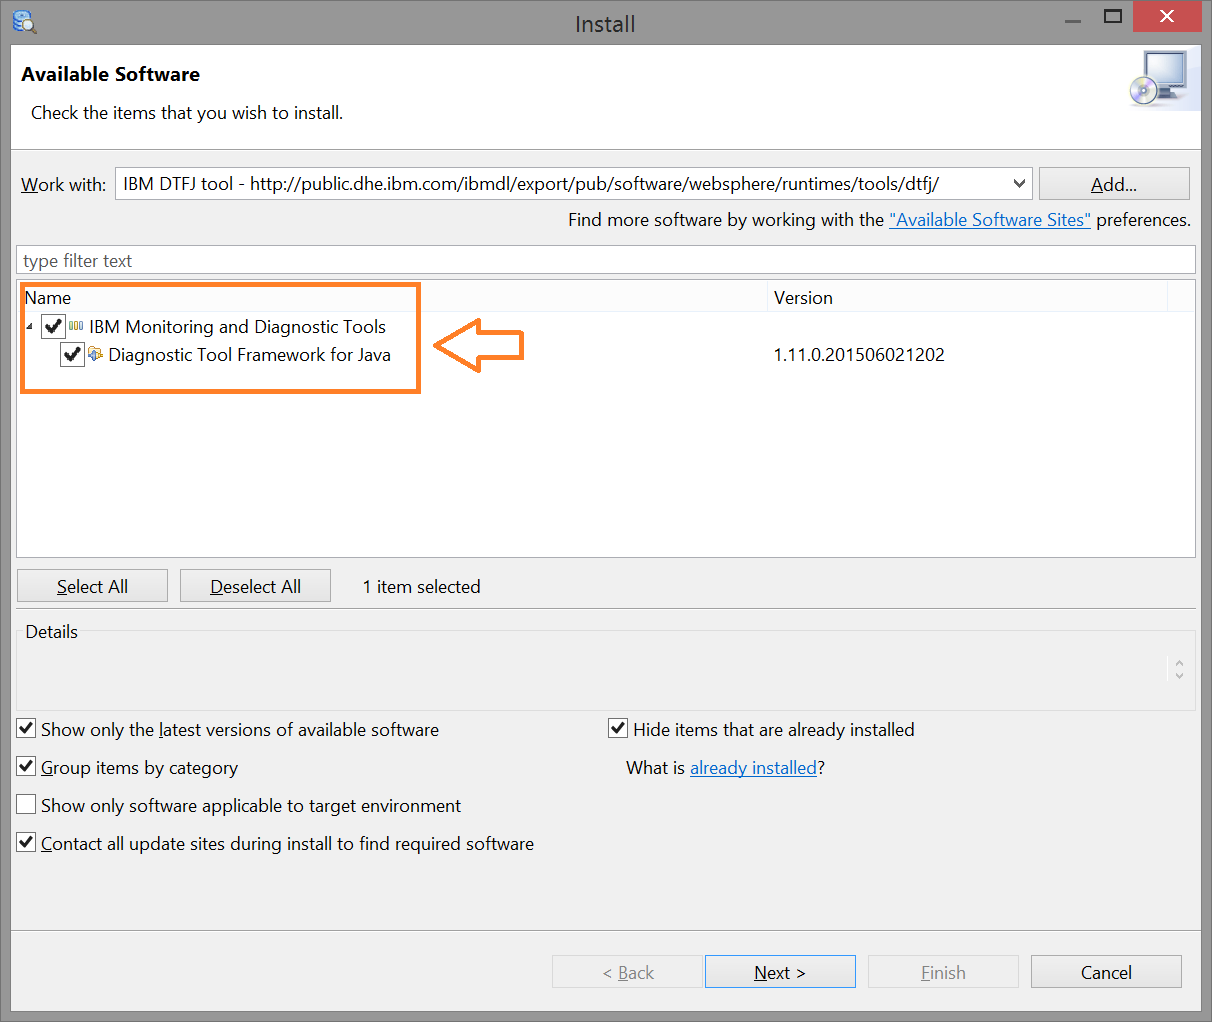 Install
Available Software
Check the items that you wish to install.
Work with: IBM DTFJ tool - http://public.dhe.ibm.com/ibmdl/export/pub/software/websphere/runtimes/tools/dtfj/ Add...
Find more software by working with the "Available Software Sites" preferences.
type filter text
Name Version
IBM Monitoring and Diagnostic Tools
Diagnostic Tool Framework for Java 1.11.0.201506021202
Select All Deselect All 1 item selected
Details
Show only the latest versions of available software Hide items that are already installed
Group items by category What is already installed?
Show only software applicable to target environment
Contact all update sites during install to find required software
< Back Next > Finish Cancel